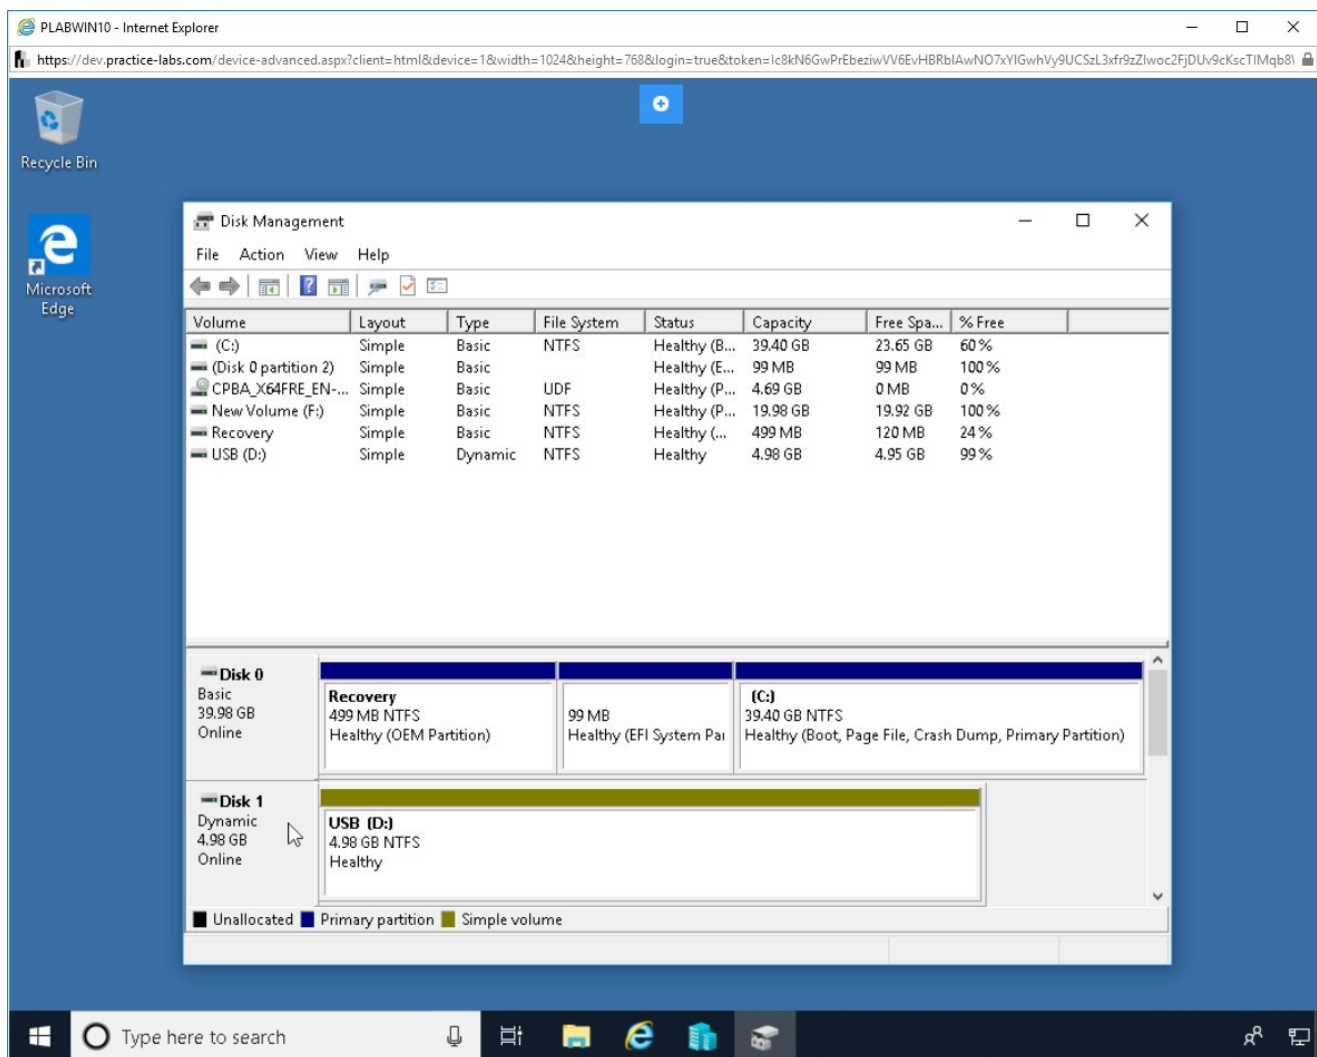 PLABWIN10 - Internet Explorer
https://dev.practice-labs.com/device-advanced.aspx?client=html&device=1&width=1024&height=768&login=true&token=
Recycle Bin
Microsoft
Edge
Disk Management
File Action View Help
Volume Layout Type File System Status Capacity Free Spa... % Free
(C:) Simple Basic NTFS Healthy (B... 39.40 GB 23.65 GB 60 %
(Disk 0 partition 2) Simple Basic Healthy (E... 99 MB 99 MB 100 %
CPBA_X64FRE_EN-... Simple Basic UDF Healthy (P... 4.69 GB 0 MB 0 %
New Volume (F:) Simple Basic NTFS Healthy (P... 19.98 GB 19.92 GB 100 %
Recovery Simple Basic NTFS Healthy (... 499 MB 120 MB 24 %
USB (D:) Simple Dynamic NTFS Healthy 4.98 GB 4.95 GB 99 %
Disk 0
Basic
39.98 GB
Online
Recovery
499 MB NTFS
Healthy (OEM Partition)
99 MB
Healthy (EFI System Par
(C:)
39.40 GB NTFS
Healthy (Boot, Page File, Crash Dump, Primary Partition)
Disk 1
Dynamic
4.98 GB
Online
USB (D:)
4.98 GB NTFS
Healthy
Unallocated Primary partition Simple volume
Type here to search